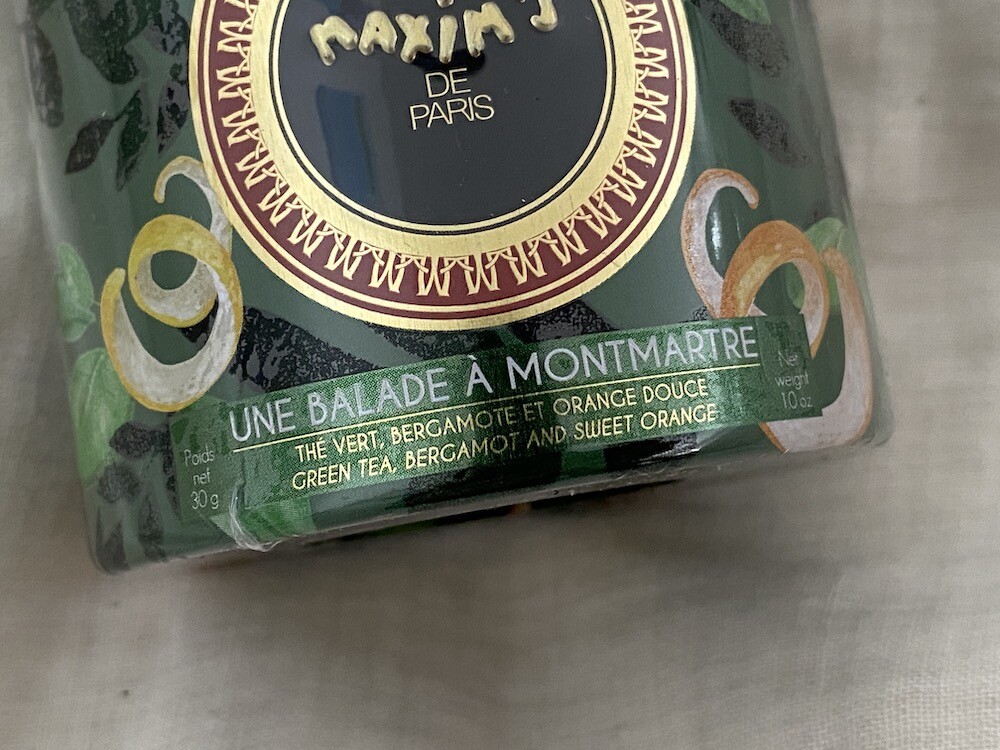 MAXIM'S
DE
PARIS
UNE BALADE À MONTMARTRE
THÉ VERT, BERGAMOTE ET ORANGE DOUCE
GREEN TEA, BERGAMOT AND SWEET ORANGE
Poids
net
30 g
Net
weight
1.0 oz